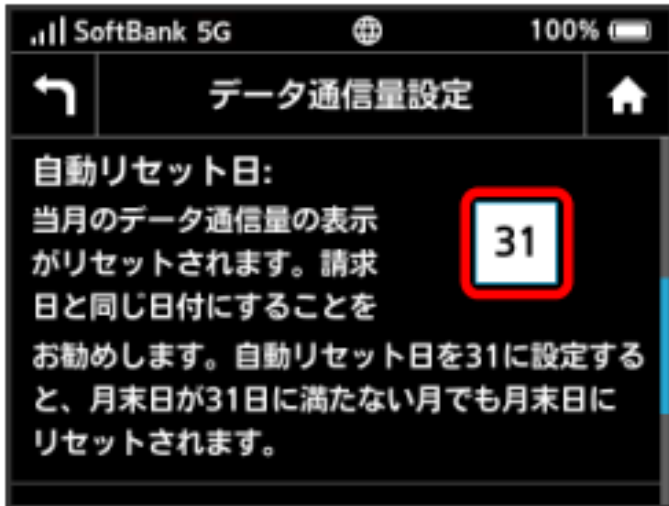 SoftBank 5G 100%
データ通信量設定
自動リセット日:
当月のデータ通信量の表示
がリセットされます。請求
日と同じ日付にすることを
31
お勧めします。自動リセット日を31に設定する
と、月末日が31日に満たない月でも月末日に
リセットされます。